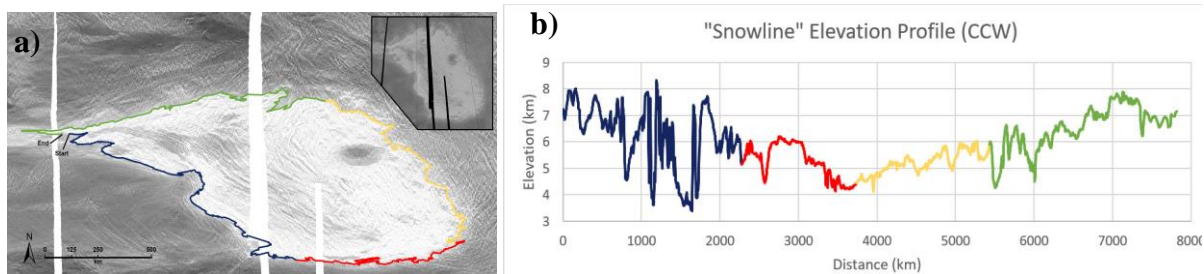 a)
End
Start
N
0 125 250 500
km
b)
"Snowline" Elevation Profile (CCW)
Elevation (km)
9
8
7
6
5
4
3
0 1000 2000 3000 4000 5000 6000 7000 8000
Distance (km)